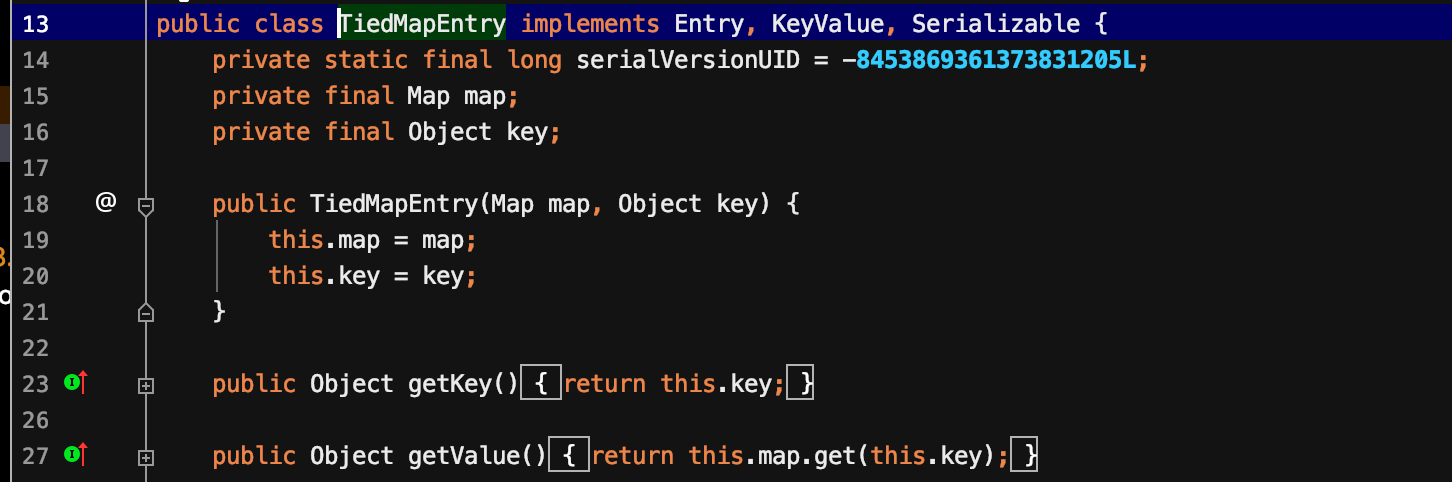 13 public class TiedMapEntry implements Entry, KeyValue, Serializable {
14 private static final long serialVersionUID = -8453869361373831205L;
15 private final Map map;
16 private final Object key;
17
18 @ public TiedMapEntry(Map map, Object key) {
19 this.map = map;
20 this.key = key;
21 }
22
23 public Object getKey() { return this.key; }
26
27 public Object getValue() { return this.map.get(this.key); }